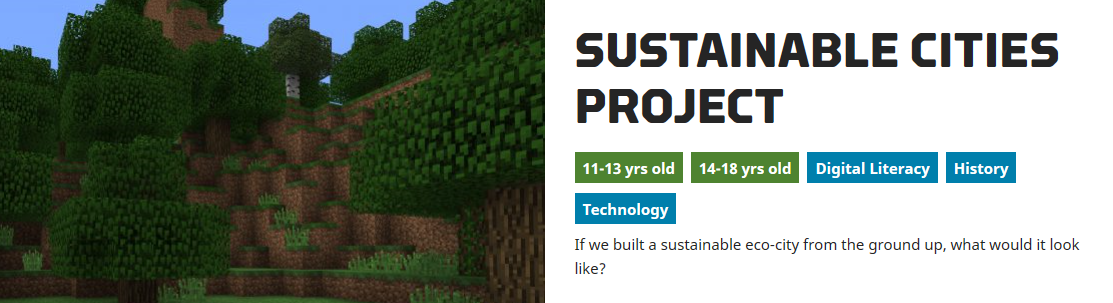 SUSTAINABLE CITIES
PROJECT
11-13 yrs old 14-18 yrs old Digital Literacy History
Technology
If we built a sustainable eco-city from the ground up, what would it look
like?